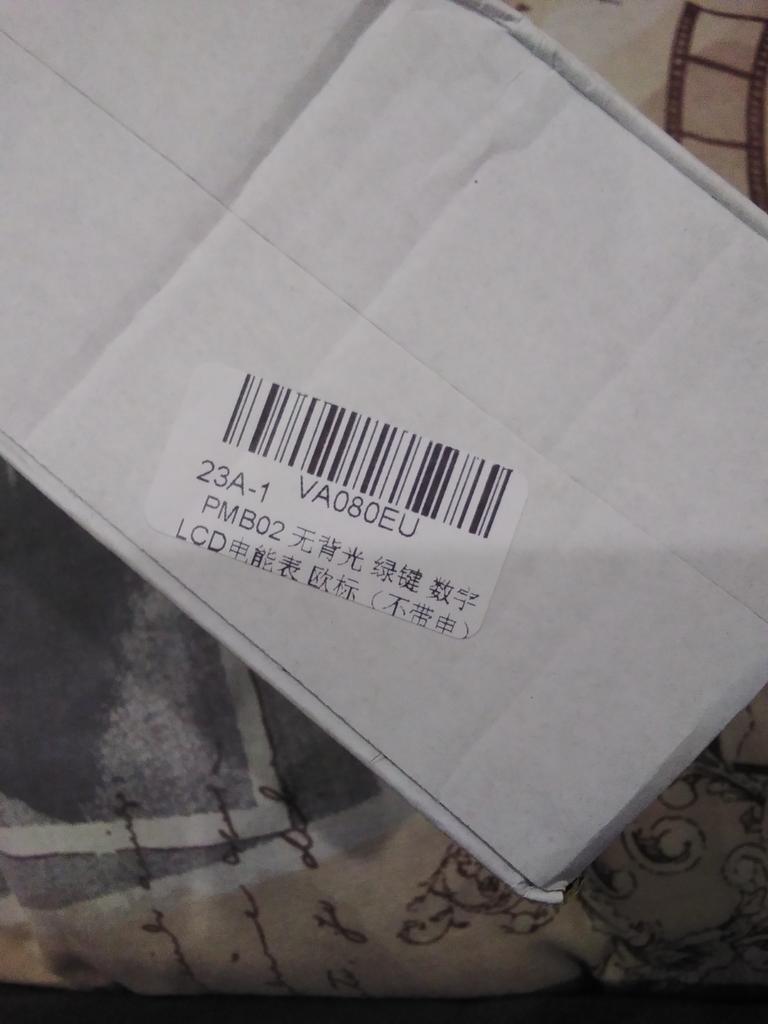 23A-1 VA080EU
PMB02 无背光 绿键 数字
LCD电能表 欧标 (不带电)